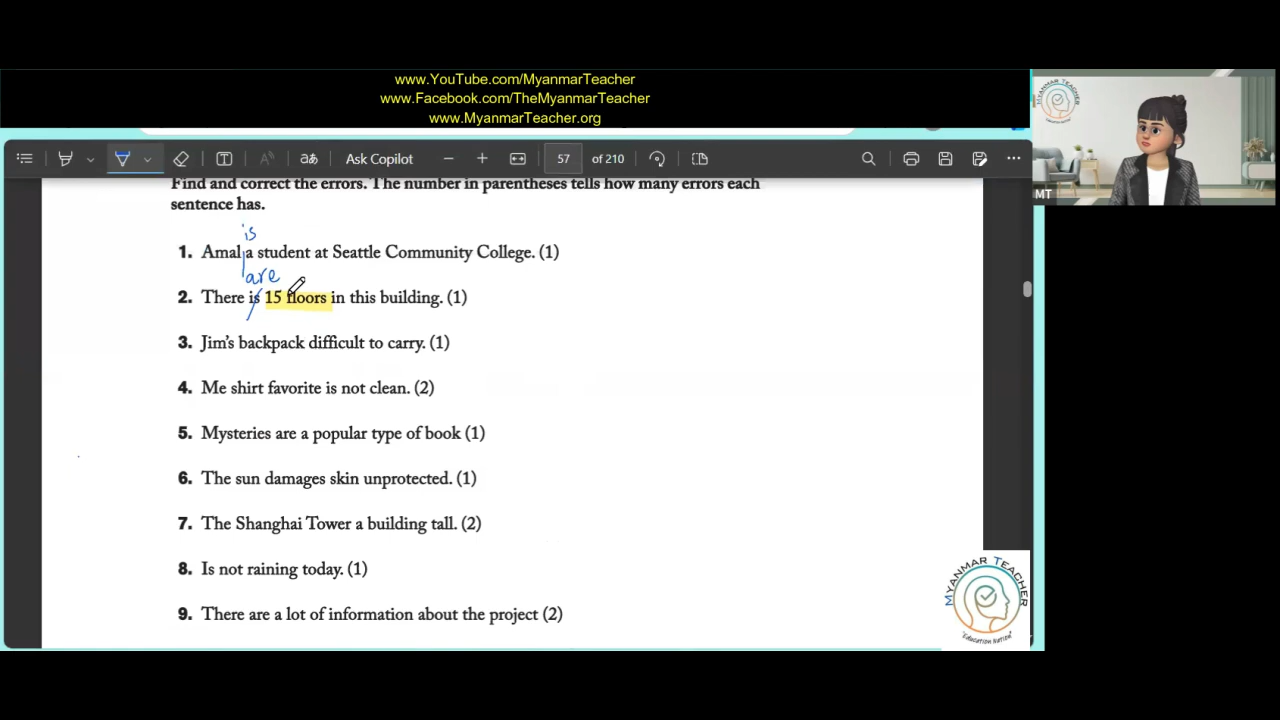 www.YouTube.com/MyanmarTeacher
www.Facebook.com/TheMyanmarTeacher
www.MyanmarTeacher.org
Ask Copilot
57 of 210
Find and correct the errors. The number in parentheses tells how many errors each
sentence has.
is
1. Amal a student at Seattle Community College. (1)
are
2. There is 15 floors in this building. (1)
3. Jim's backpack difficult to carry. (1)
4. Me shirt favorite is not clean. (2)
5. Mysteries are a popular type of book (1)
6. The sun damages skin unprotected. (1)
7. The Shanghai Tower a building tall. (2)
8. Is not raining today. (1)
9. There are a lot of information about the project (2)
MT
MYANMAR TEACHER
"Education Nation"